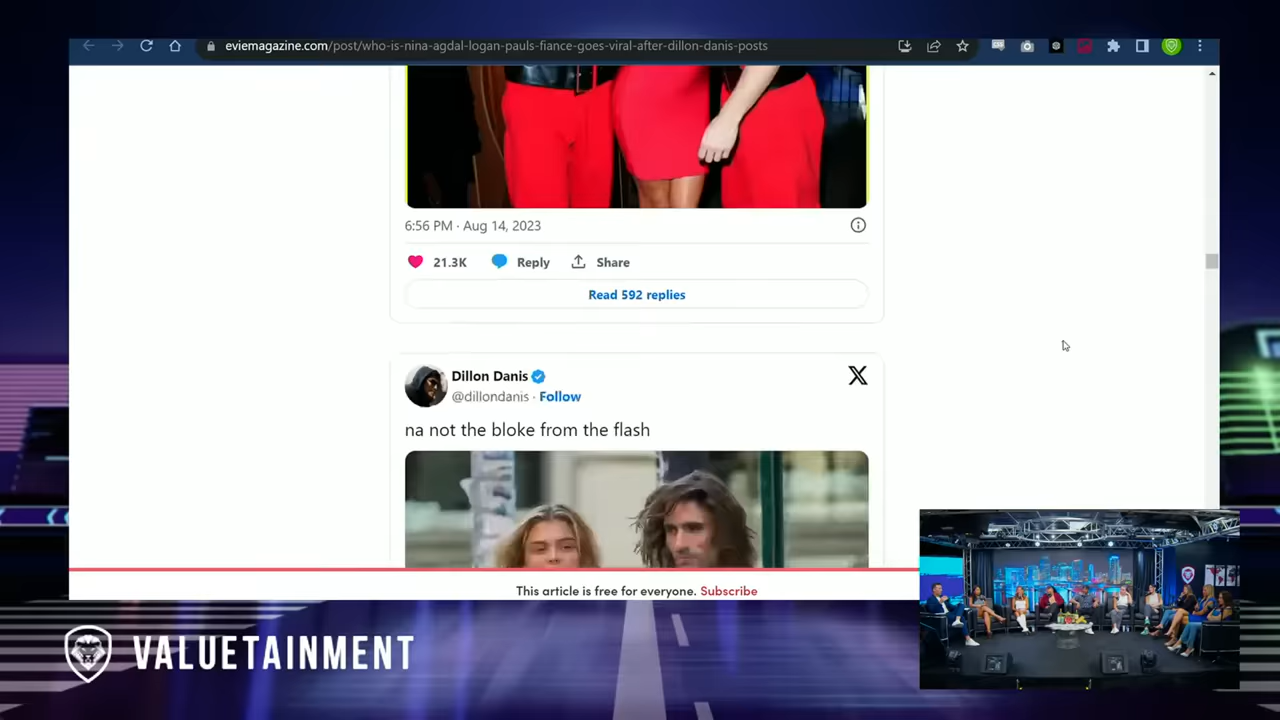 eviemagazine.com/post/who-is-nina-agdal-logan-pauls-fiance-goes-viral-after-dillon-danis-posts
6:56 PM · Aug 14, 2023
21.3K Reply Share
Read 592 replies
Dillon Danis
@dillondanis · Follow
na not the bloke from the flash
This article is free for everyone. Subscribe
VALUETAINMENT